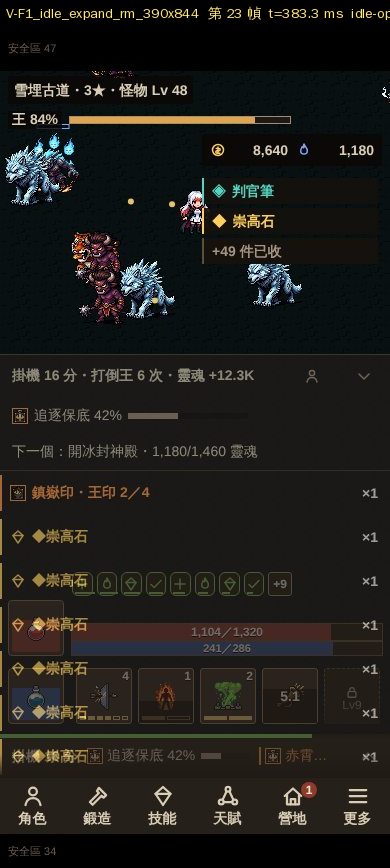 V-F1_idle_expand_rm_390x844 第 23 幀 t=383.3 ms idle-op
安全區 47
雪埋古道・3★・怪物 Lv 48
王 84%
8,640 1,180
判官筆
◆ 崇高石
+49 件已收
掛機 16 分・打倒王 6 次・靈魂 +12.3K
追逐保底 42%
下一個：開冰封神殿・1,180/1,460 靈魂
鎮嶽印・王印 2／4 ×1
◆崇高石 ×1
◆崇高石 ×1
+9
◆崇高石 ×1
1,104／1,320
241／286
◆崇高石 ×1
4 1 2 5.1 Lv9
◆崇高石 ×1
◆崇高石 ×1
追逐保底 42% 赤霄…
1
角色 鍛造 技能 天賦 營地 更多
安全區 34